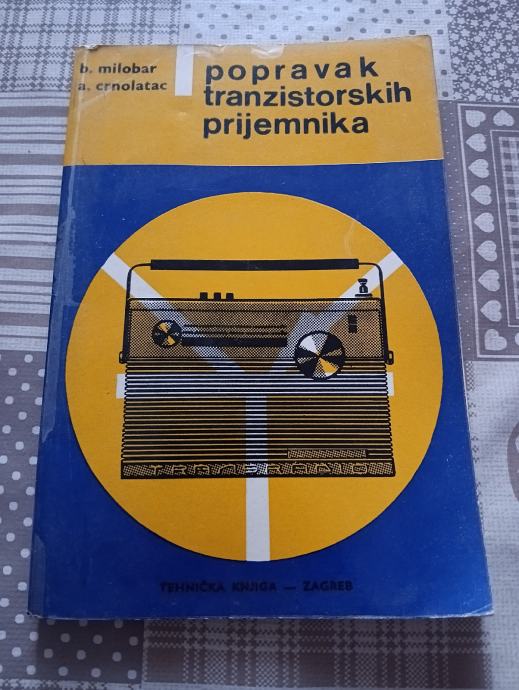 b. milobar
a. crnolatac
popravak
tranzistorskih
prijemnika
TEHNIČKA KNJIGA — ZAGREB